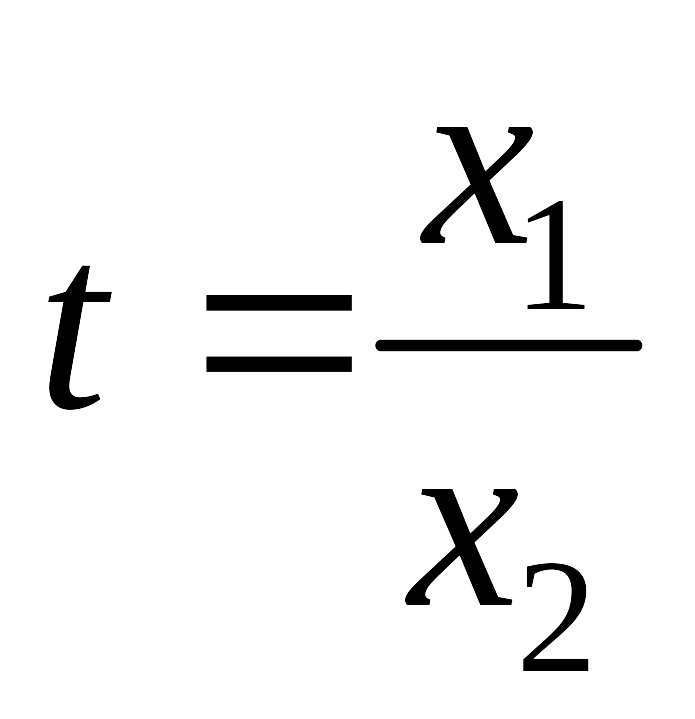 t = x₁/x₂